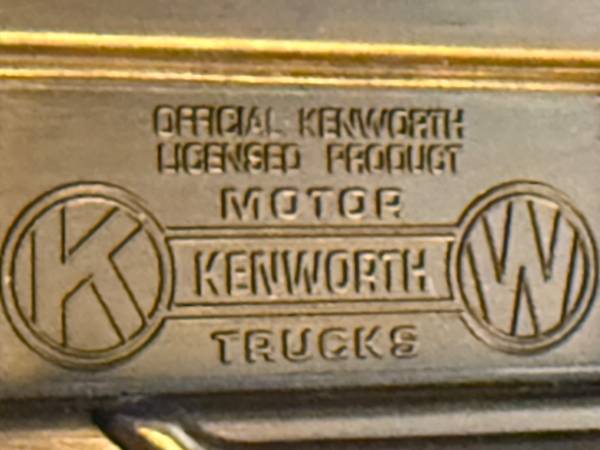 OFFICIAL KENWORTH
LICENSED PRODUCT
MOTOR
K KENWORTH W
TRUCKS